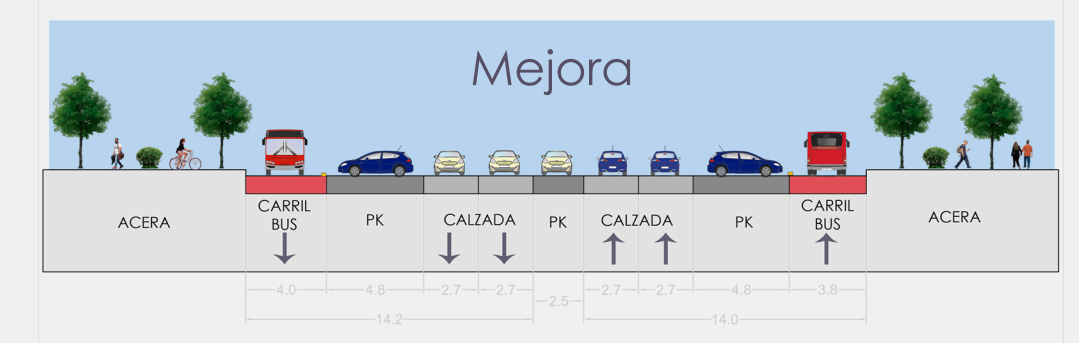 Mejora
ACERA
CARRIL
BUS
PK
CALZADA
PK
CALZADA
PK
CARRIL
BUS
ACERA
4.0
4.8
2.7
2.7
2.5
2.7
2.7
4.8
3.8
14.2
14.0